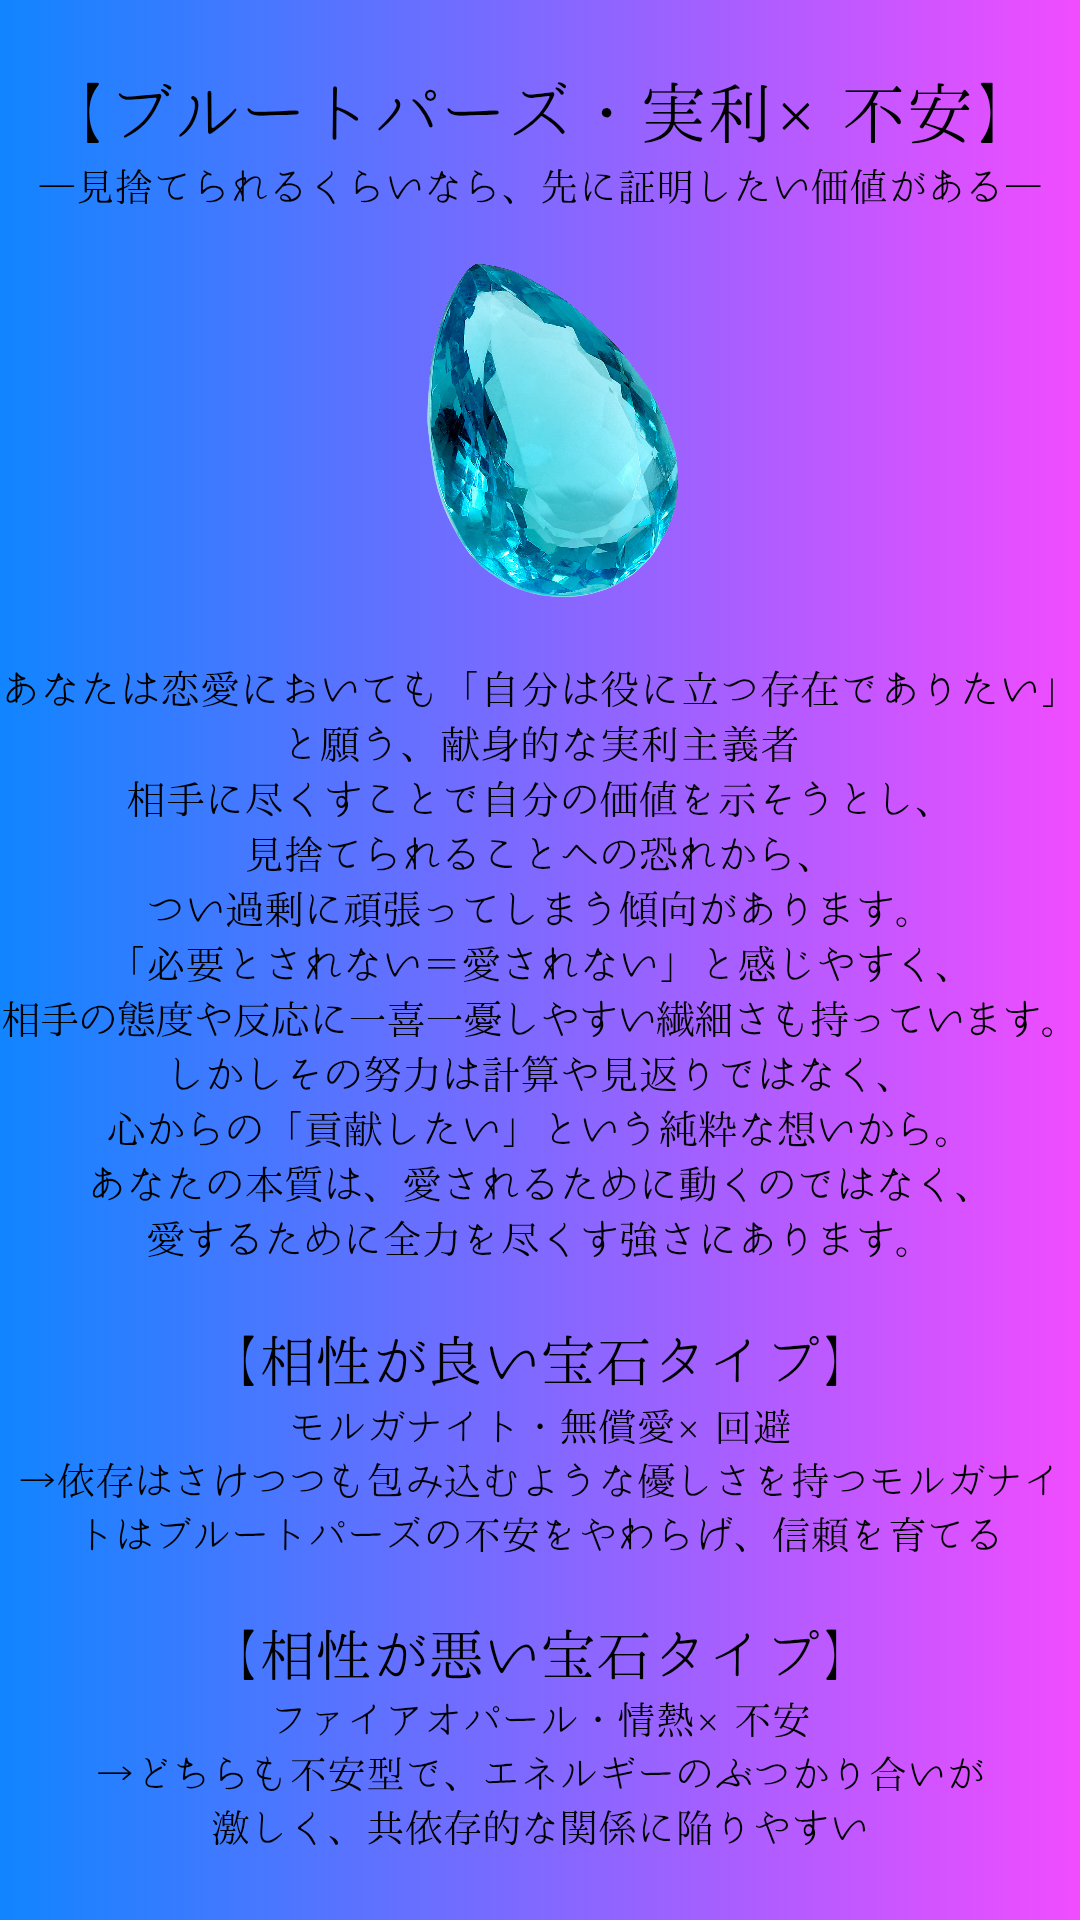 【ブルートパーズ・実利× 不安】
―見捨てられるくらいなら、先に証明したい価値がある―
あなたは恋愛においても「自分は役に立つ存在でありたい」
と願う、献身的な実利主義者
相手に尽くすことで自分の価値を示そうとし、
見捨てられることへの恐れから、
つい過剰に頑張ってしまう傾向があります。
「必要とされない＝愛されない」と感じやすく、
相手の態度や反応に一喜一憂しやすい繊細さも持っています。
しかしその努力は計算や見返りではなく、
心からの「貢献したい」という純粋な想いから。
あなたの本質は、愛されるために動くのではなく、
愛するために全力を尽くす強さにあります。
【相性が良い宝石タイプ】
モルガナイト・無償愛× 回避
→依存はさけつつも包み込むような優しさを持つモルガナイ
トはブルートパーズの不安をやわらげ、信頼を育てる
【相性が悪い宝石タイプ】
ファイアオパール・情熱× 不安
→どちらも不安型で、エネルギーのぶつかり合いが
激しく、共依存的な関係に陥りやすい